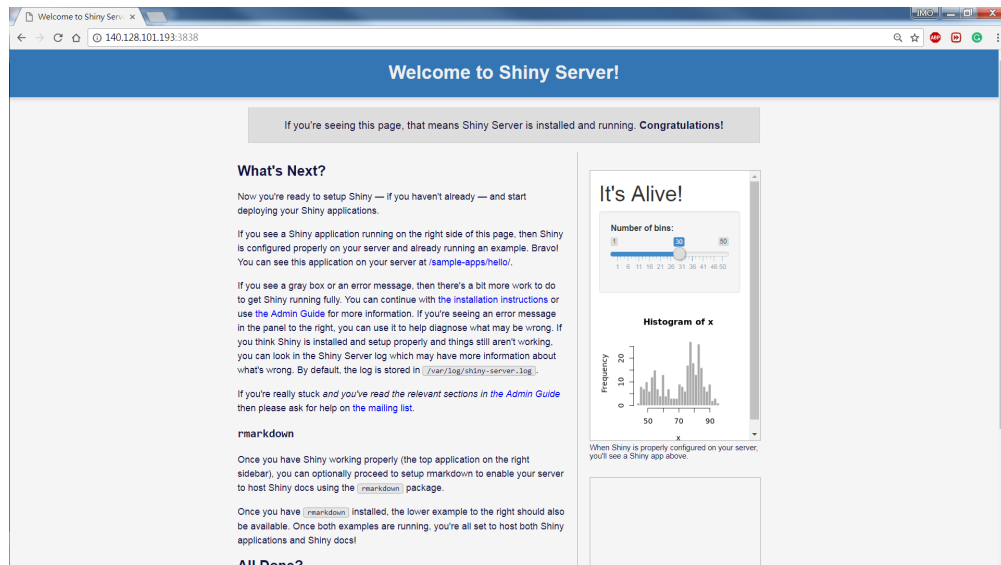 Welcome to Shiny Serv
IMO
140.128.101.193:3838
ABP
Welcome to Shiny Server!
If you're seeing this page, that means Shiny Server is installed and running. Congratulations!
What's Next?
Now you're ready to setup Shiny — if you haven't already — and start
deploying your Shiny applications.
If you see a Shiny application running on the right side of this page, then Shiny
is configured properly on your server and already running an example. Bravo!
You can see this application on your server at /sample-apps/hello/.
If you see a gray box or an error message, then there's a bit more work to do
to get Shiny running fully. You can continue with the installation instructions or
use the Admin Guide for more information. If you're seeing an error message
in the panel to the right, you can use it to help diagnose what may be wrong. If
you think Shiny is installed and setup properly and things still aren't working,
you can look in the Shiny Server log which may have more information about
what's wrong. By default, the log is stored in /var/log/shiny-server.log.
If you're really stuck and you've read the relevant sections in the Admin Guide
then please ask for help on the mailing list.
rmarkdown
Once you have Shiny working properly (the top application on the right
sidebar), you can optionally proceed to setup rmarkdown to enable your server
to host Shiny docs using the rmarkdown package.
Once you have rmarkdown installed, the lower example to the right should also
be available. Once both examples are running, you're all set to host both Shiny
applications and Shiny docs!
All Done?
It's Alive!
Number of bins:
1 30 50
1 6 11 16 21 26 31 36 41 46 50
Histogram of x
Frequency
20
10
0
50 70 90
x
When Shiny is properly configured on your server,
you'll see a Shiny app above.